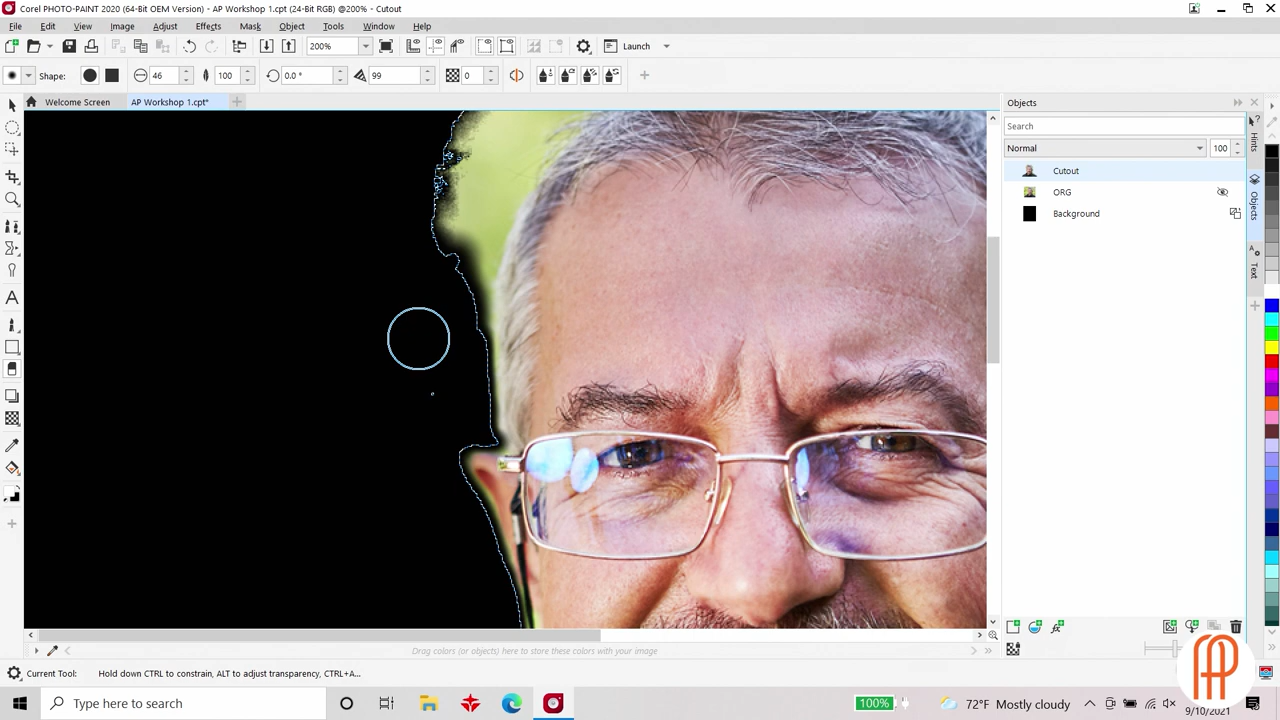 Corel PHOTO-PAINT 2020 (64-Bit OEM Version) - AP Workshop 1.cpt (24-Bit RGB) @200% - Cutout
File Edit View Image Adjust Effects Mask Object Tools Window Help
200% Launch
Shape: 46 100 0.0 ° 99 0
Welcome Screen AP Workshop 1.cpt*
Objects
Search
Normal 100
Cutout
ORG
Background
Hints
Objects
Text
Drag colors (or objects) here to store these colors with your image
Current Tool: Hold down CTRL to constrain, ALT to adjust transparency, CTRL+A...
Type here to search
100% 72°F Mostly cloudy
9/10/2021